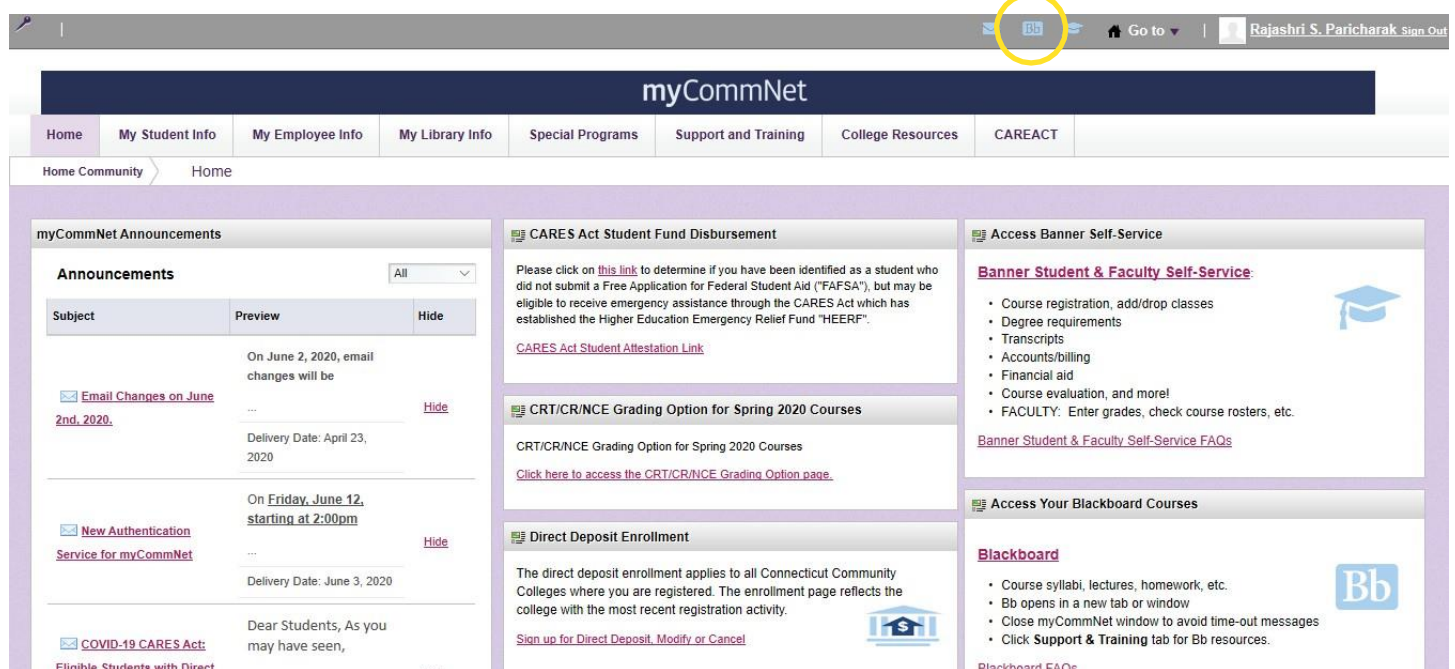 Bb
Go to
Rajashri S. Paricharak Sign Out
myCommNet
Home
My Student Info
My Employee Info
My Library Info
Special Programs
Support and Training
College Resources
CAREACT
Home Community
Home
myCommNet Announcements
Announcements
All
Subject
Preview
Hide
Email Changes on June
2nd, 2020.
On June 2, 2020, email
changes will be
...
Delivery Date: April 23,
2020
Hide
New Authentication
Service for myCommNet
On Friday, June 12,
starting at 2:00pm
...
Delivery Date: June 3, 2020
Hide
COVID-19 CARES Act:
Eligible Students with Direct
Dear Students, As you
may have seen,
CARES Act Student Fund Disbursement
Please click on this link to determine if you have been identified as a student who
did not submit a Free Application for Federal Student Aid ("FAFSA"), but may be
eligible to receive emergency assistance through the CARES Act which has
established the Higher Education Emergency Relief Fund "HEERF".
CARES Act Student Attestation Link
CRT/CR/NCE Grading Option for Spring 2020 Courses
CRT/CR/NCE Grading Option for Spring 2020 Courses
Click here to access the CRT/CR/NCE Grading Option page.
Direct Deposit Enrollment
The direct deposit enrollment applies to all Connecticut Community
Colleges where you are registered. The enrollment page reflects the
college with the most recent registration activity.
Sign up for Direct Deposit, Modify or Cancel
Access Banner Self-Service
Banner Student & Faculty Self-Service:
• Course registration, add/drop classes
• Degree requirements
• Transcripts
• Accounts/billing
• Financial aid
• Course evaluation, and more!
• FACULTY: Enter grades, check course rosters, etc.
Banner Student & Faculty Self-Service FAQs
Access Your Blackboard Courses
Blackboard
• Course syllabi, lectures, homework, etc.
• Bb opens in a new tab or window
• Close myCommNet window to avoid time-out messages
• Click Support & Training tab for Bb resources.
Bb
Blackboard FAQs